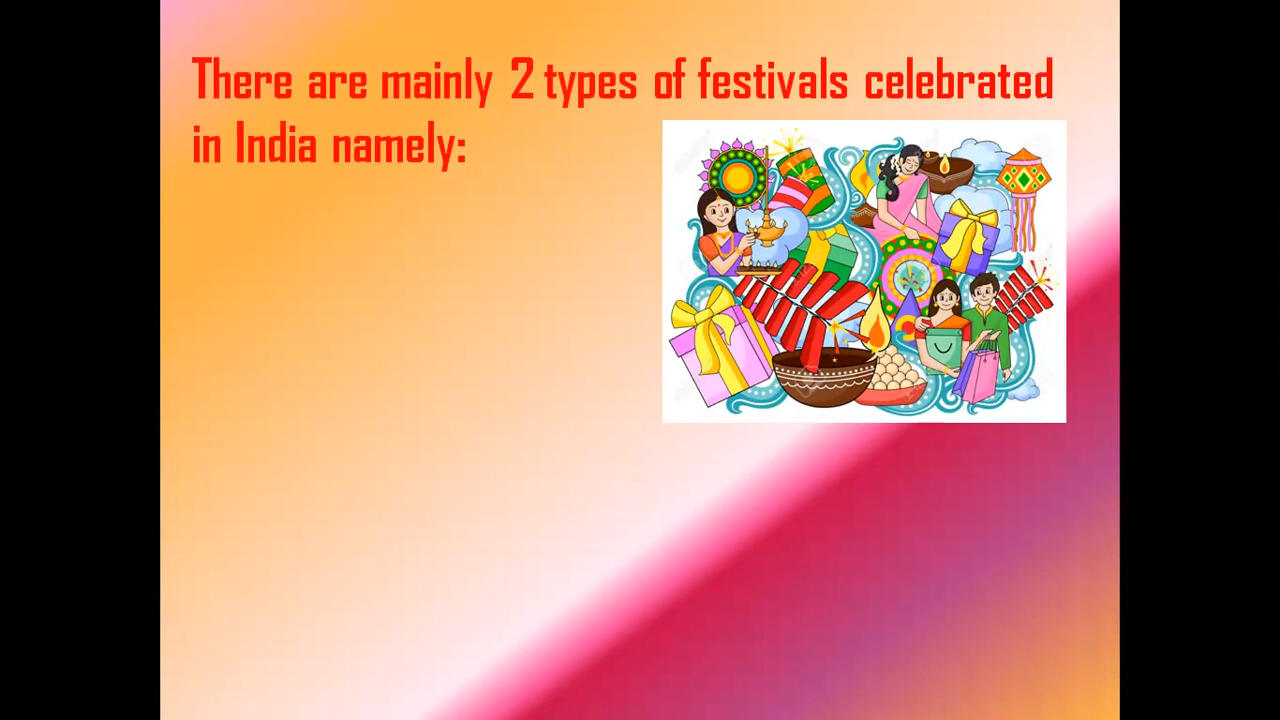 There are mainly 2 types of festivals celebrated
in India namely: